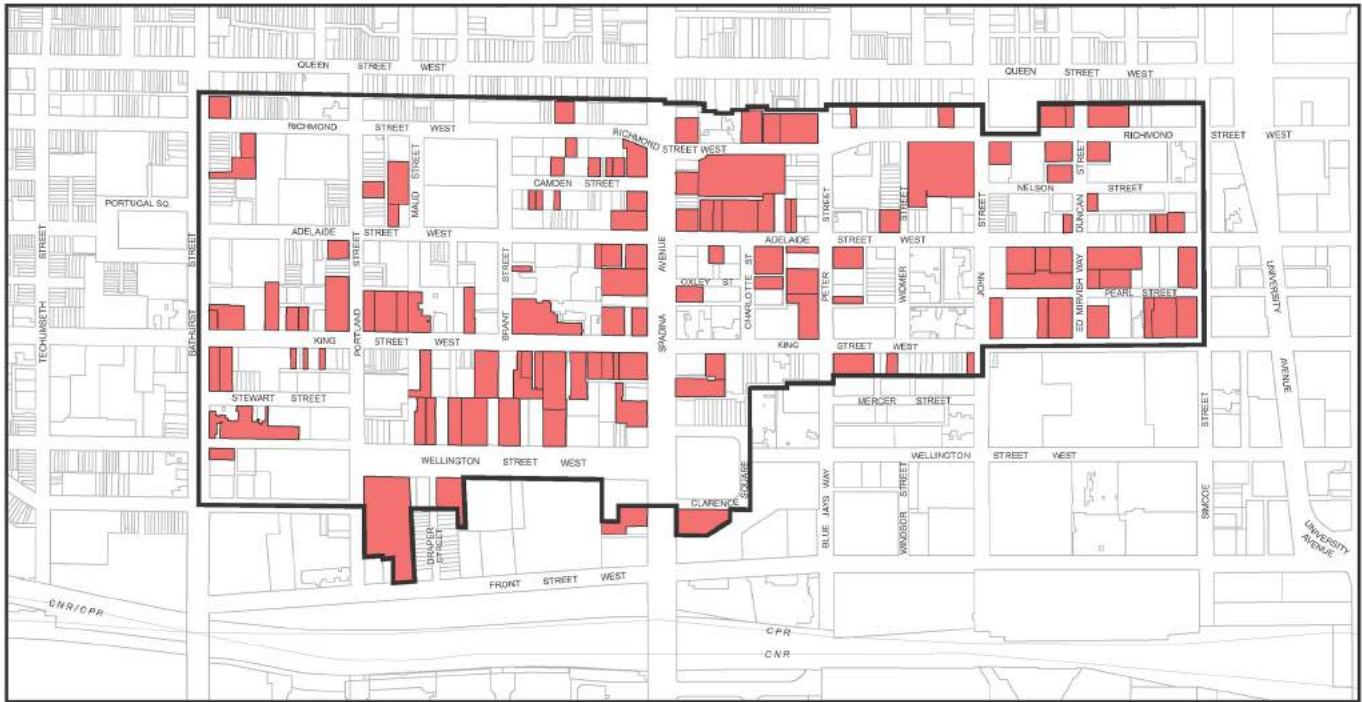 QUEEN STREET WEST
QUEEN STREET WEST
RICHMOND STREET WEST
RICHMOND STREET WEST
RICHMOND STREET WEST
CAMDEN STREET
NELSON STREET
PORTUGAL SQ.
MAUD STREET
DUNCAN STREET
ADELAIDE STREET WEST
ADELAIDE STREET WEST
OXLEY ST
PEARL STREET
TECHUMBETH STREET
BATHURST STREET
PORTLAND STREET
BRANT STREET
SPADINA AVENUE
CHARLOTTE ST
PETER STREET
WIDMER STREET
JOHN STREET
ED MIRVISH WAY
UNIVERSITY AVENUE
KING STREET WEST
KING STREET WEST
STEWART STREET
MERCER STREET
WELLINGTON STREET WEST
WELLINGTON STREET WEST
CLARENCE SQUARE
BLUE JAYS WAY
WINDSOR STREET
SIMCOE STREET
UNIVERSITY AVENUE
DRAPER STREET
FRONT STREET WEST
CNR/CPR
CPR
CNR